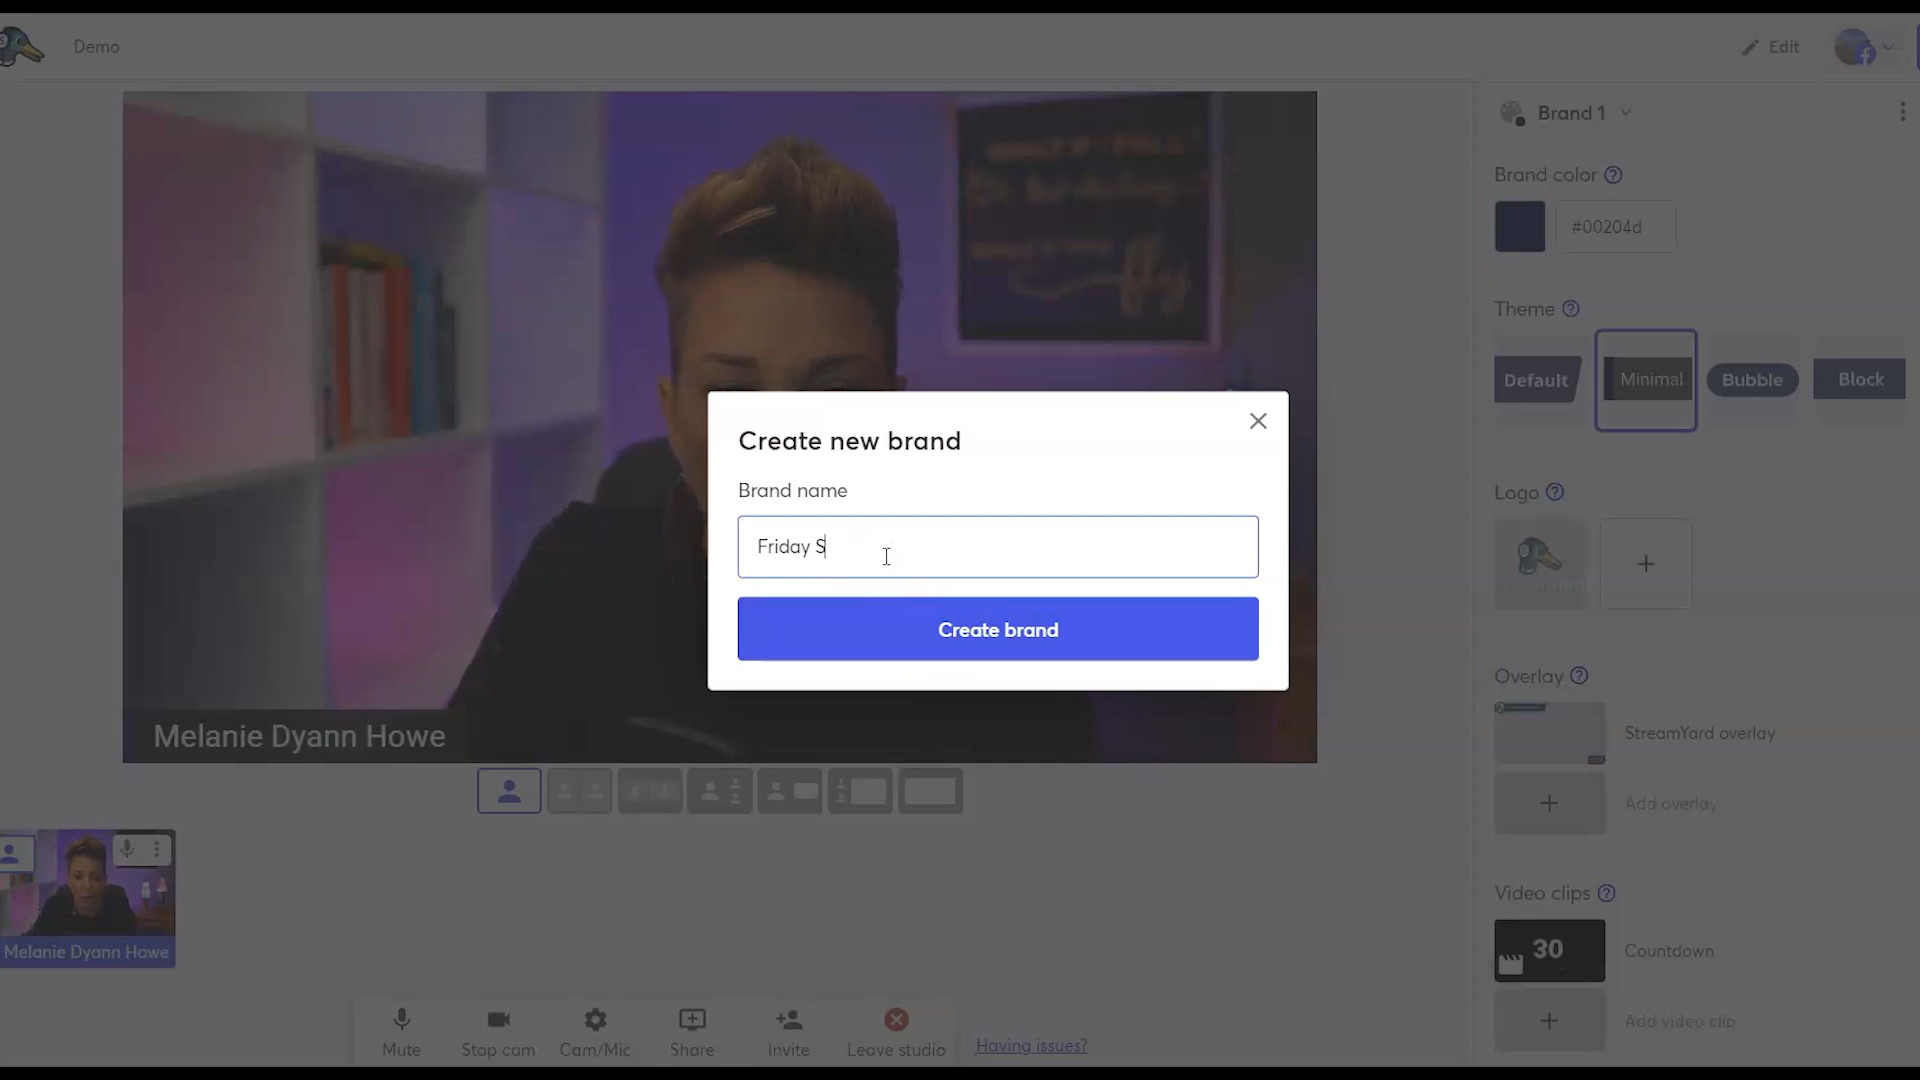 Demo
Edit
Brand 1
Brand color
#00204d
Theme
Default
Minimal
Bubble
Block
Logo
Overlay
StreamYard overlay
Add overlay
Video clips
30
Countdown
Add video clip
Create new brand
Brand name
Friday S
Create brand
Melanie Dyann Howe
Melanie Dyann Howe
Mute
Stop cam
Cam/Mic
Share
Invite
Leave studio
Having issues?